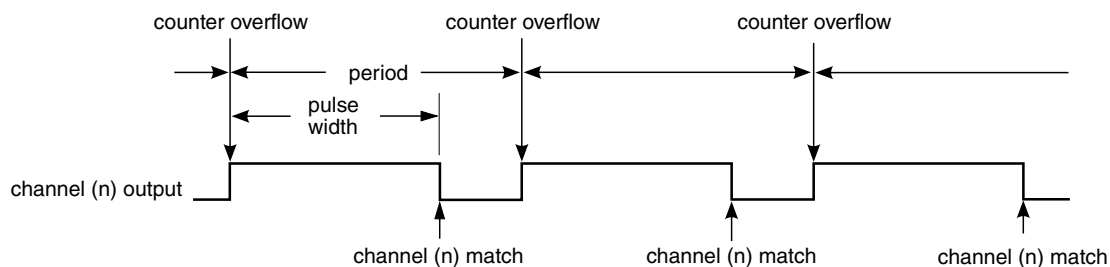 counter overflow counter overflow counter overflow
period
pulse
width
channel (n) output
channel (n) match channel (n) match channel (n) match